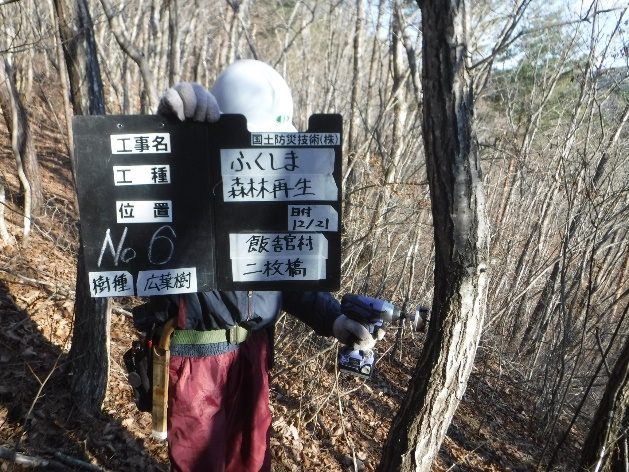 工事名
工種
位置
No 6
樹種 広葉樹
国土防災技術(株)
ふくしま
森林再生
日付
12/21
飯舘村
二枚橋